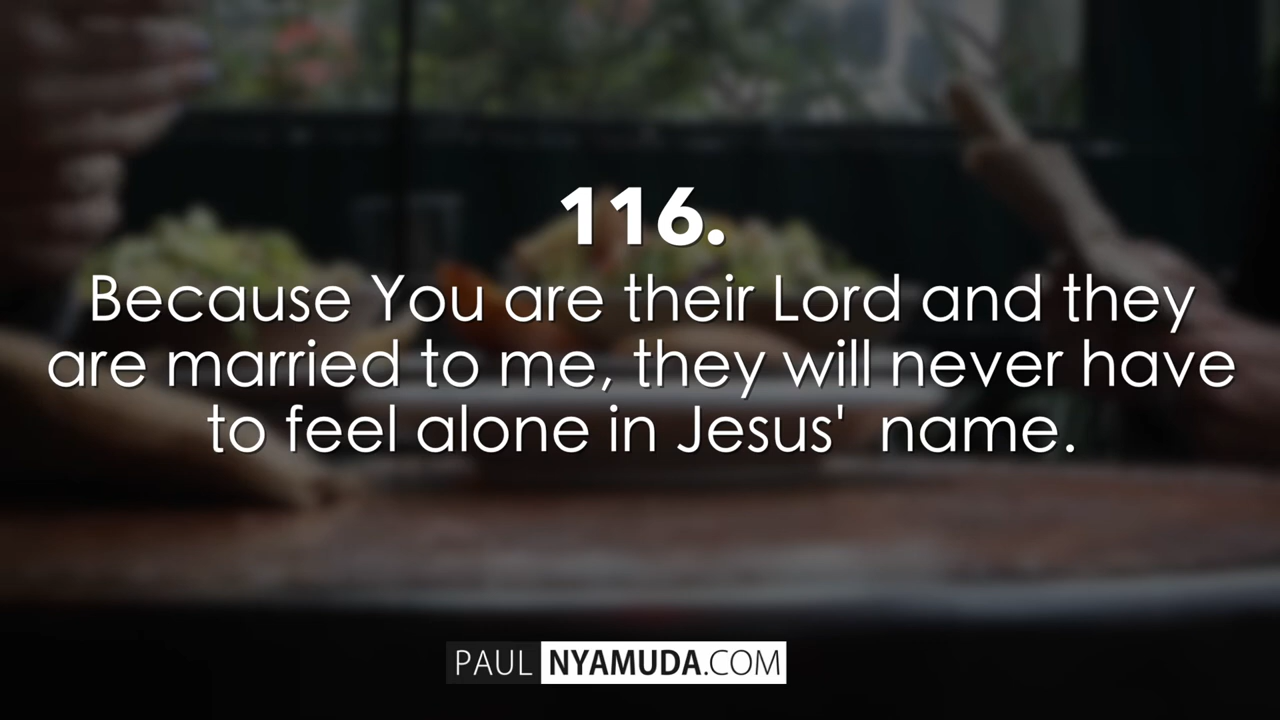 116.
Because You are their Lord and they
are married to me, they will never have
to feel alone in Jesus' name.
PAUL NYAMUDA.COM